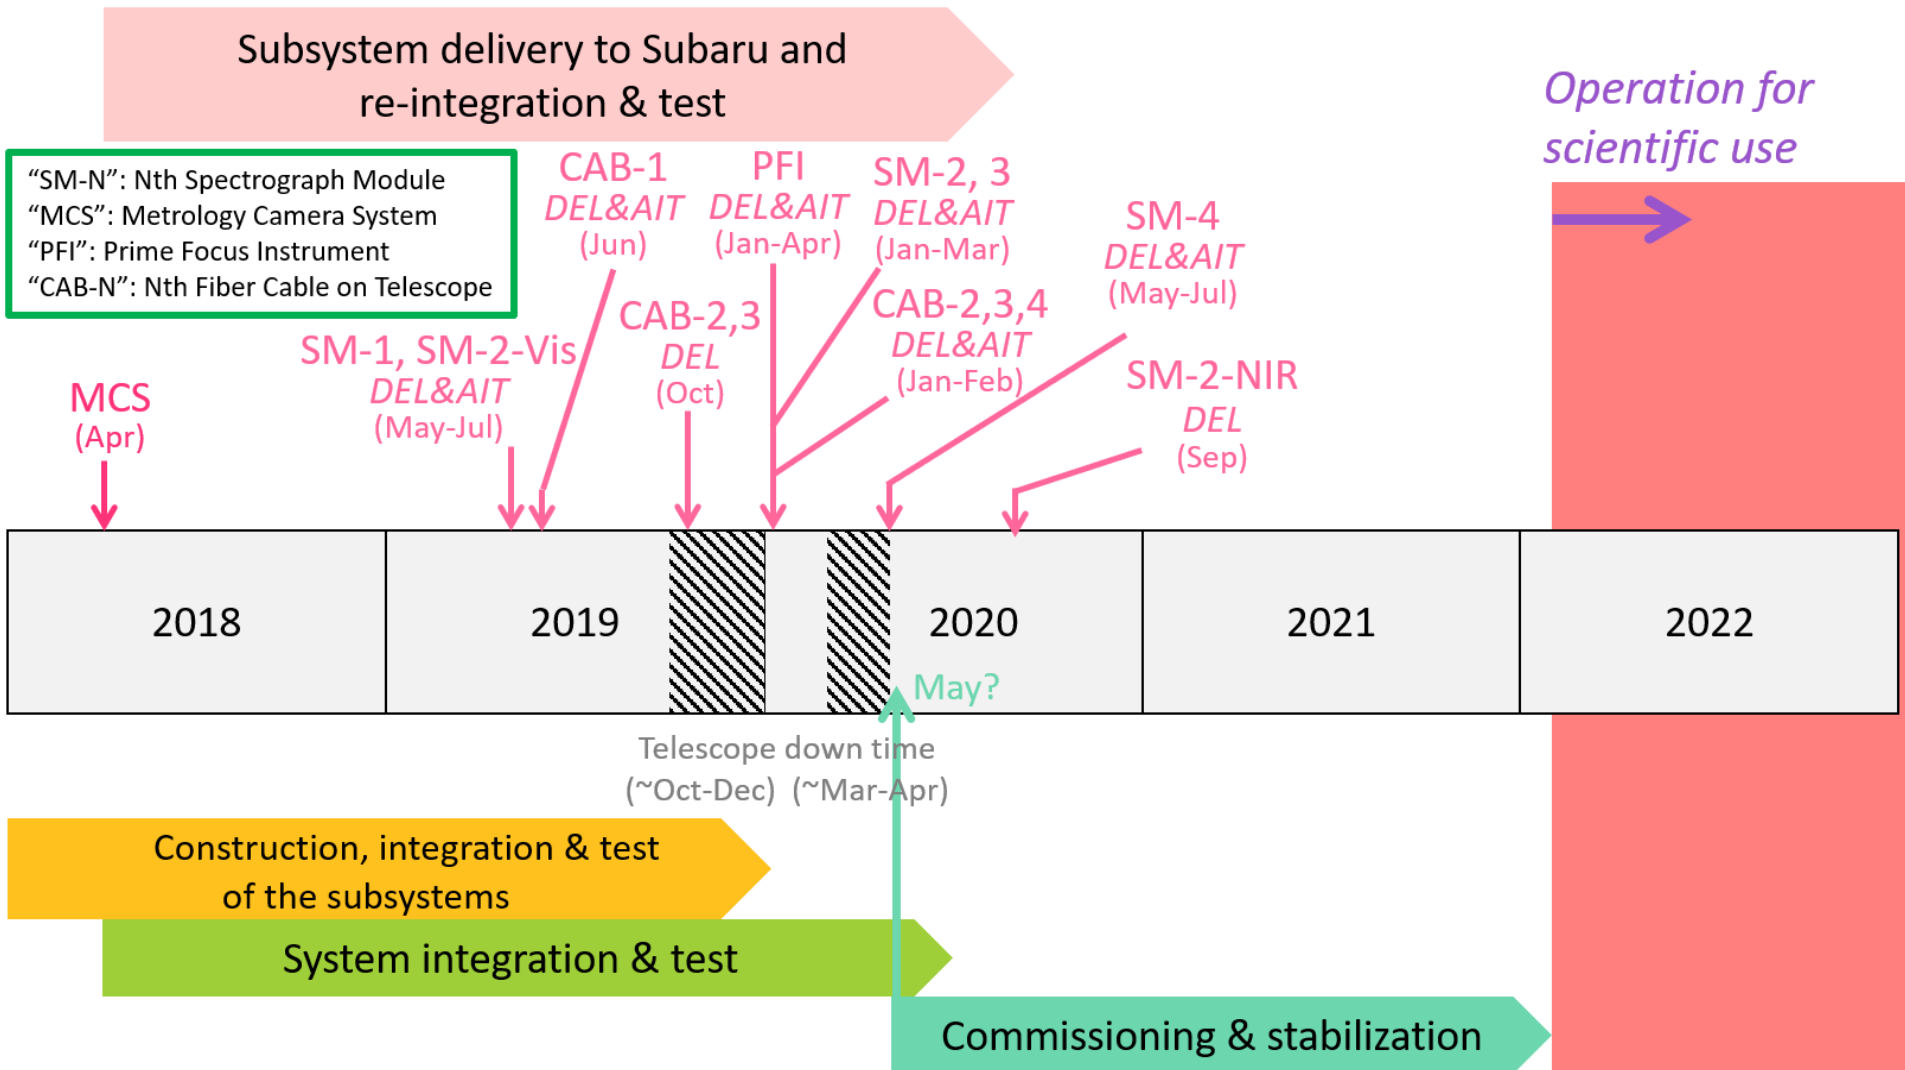 Subsystem delivery to Subaru and
re-integration & test
Operation for
scientific use
“SM-N”: Nth Spectrograph Module
“MCS”: Metrology Camera System
“PFI”: Prime Focus Instrument
“CAB-N”: Nth Fiber Cable on Telescope
CAB-1
DEL&AIT
(Jun)
PFI
DEL&AIT
(Jan-Apr)
SM-2, 3
DEL&AIT
(Jan-Mar)
SM-4
DEL&AIT
(May-Jul)
CAB-2,3
DEL
(Oct)
CAB-2,3,4
DEL&AIT
(Jan-Feb)
SM-1, SM-2-Vis
DEL&AIT
(May-Jul)
SM-2-NIR
DEL
(Sep)
MCS
(Apr)
2018
2019
2020
2021
2022
May?
Telescope down time
(~Oct-Dec) (~Mar-Apr)
Construction, integration & test
of the subsystems
System integration & test
Commissioning & stabilization